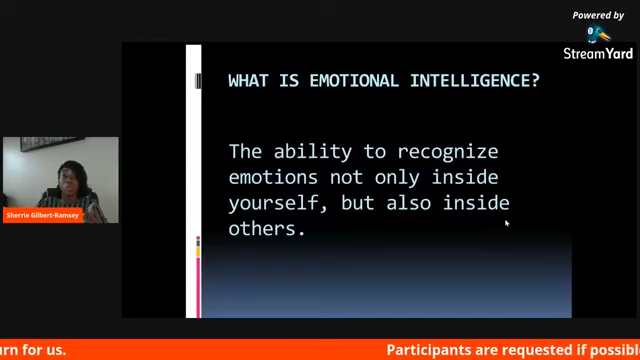 Powered by
StreamYard
WHAT IS EMOTIONAL INTELLIGENCE?
The ability to recognize
emotions not only inside
yourself, but also inside
others.
Sherrie Gilbert-Ramsey
urn for us. Participants are requested if possible